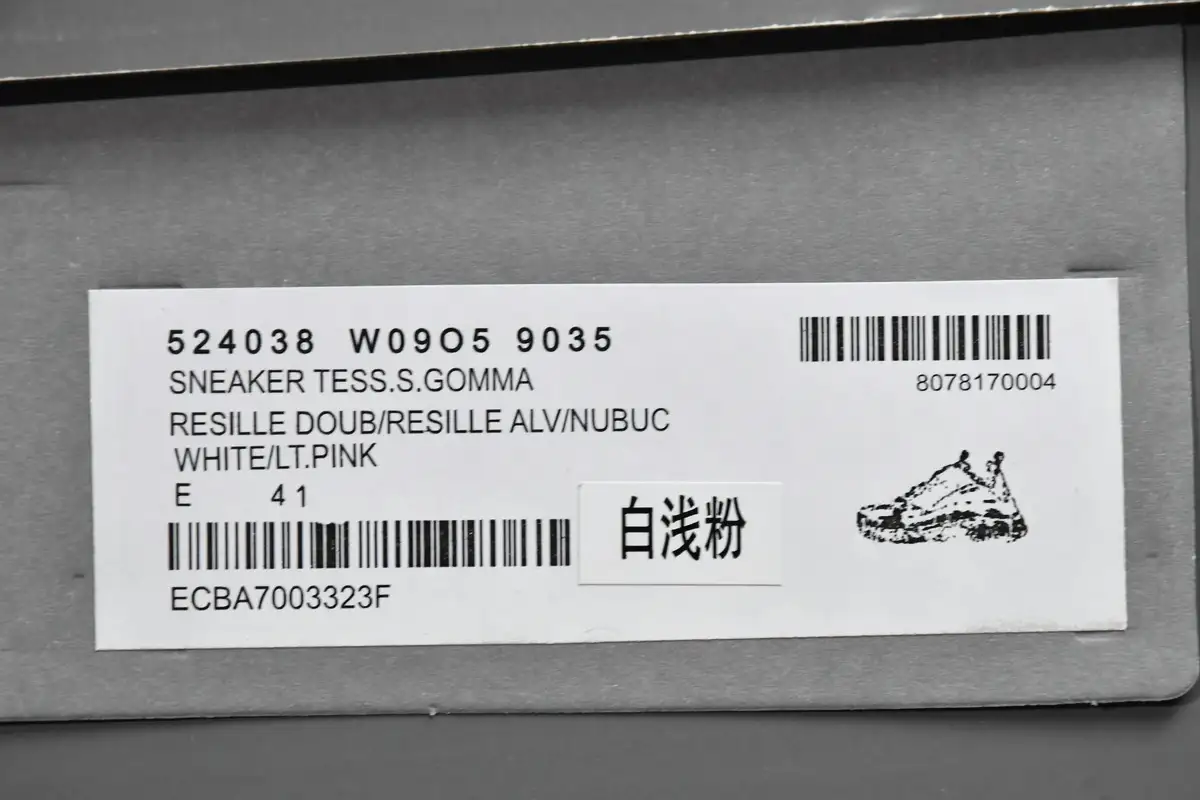 524038 W09O5 9035
SNEAKER TESS.S.GOMMA
RESILLE DOUB/RESILLE ALV/NUBUC
WHITE/LT.PINK
E 41
ECBA7003323F
8078170004
白浅粉